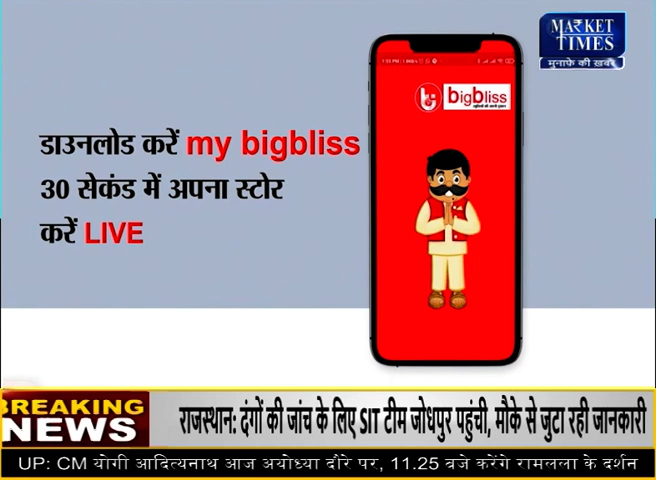 MARKET
TIMES
मुनाफे की ख़बर
bigbliss
डाउनलोड करें my bigbliss
30 सेकंड में अपना स्टोर
करें LIVE
BREAKING
NEWS
राजस्थान: दंगों की जांच के लिए SIT टीम जोधपुर पहुंची, मौके से जुटा रही जानकारी
UP: CM योगी आदित्यनाथ आज अयोध्या दौरे पर, 11.25 बजे करेंगे रामलला के दर्शन